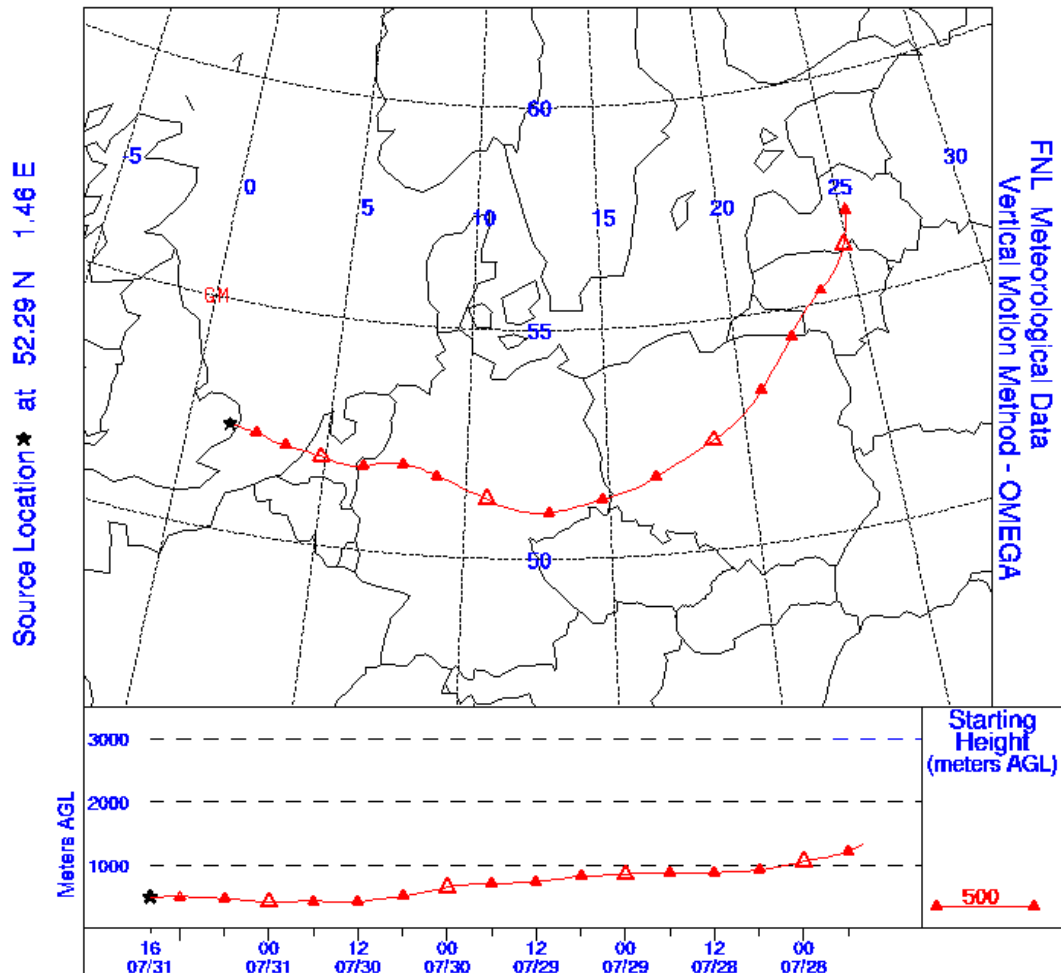 Source Location ★ at 52.29 N 1.46 E
FNL Meteorological Data
Vertical Motion Method - OMEGA
60
-5
30
0
25
5
20
10
15
GM
55
50
Meters AGL
3000
2000
1000
Starting
Height
(meters AGL)
500
16 00 12 00 12 00 12 00
07/31 07/31 07/30 07/30 07/29 07/29 07/28 07/28